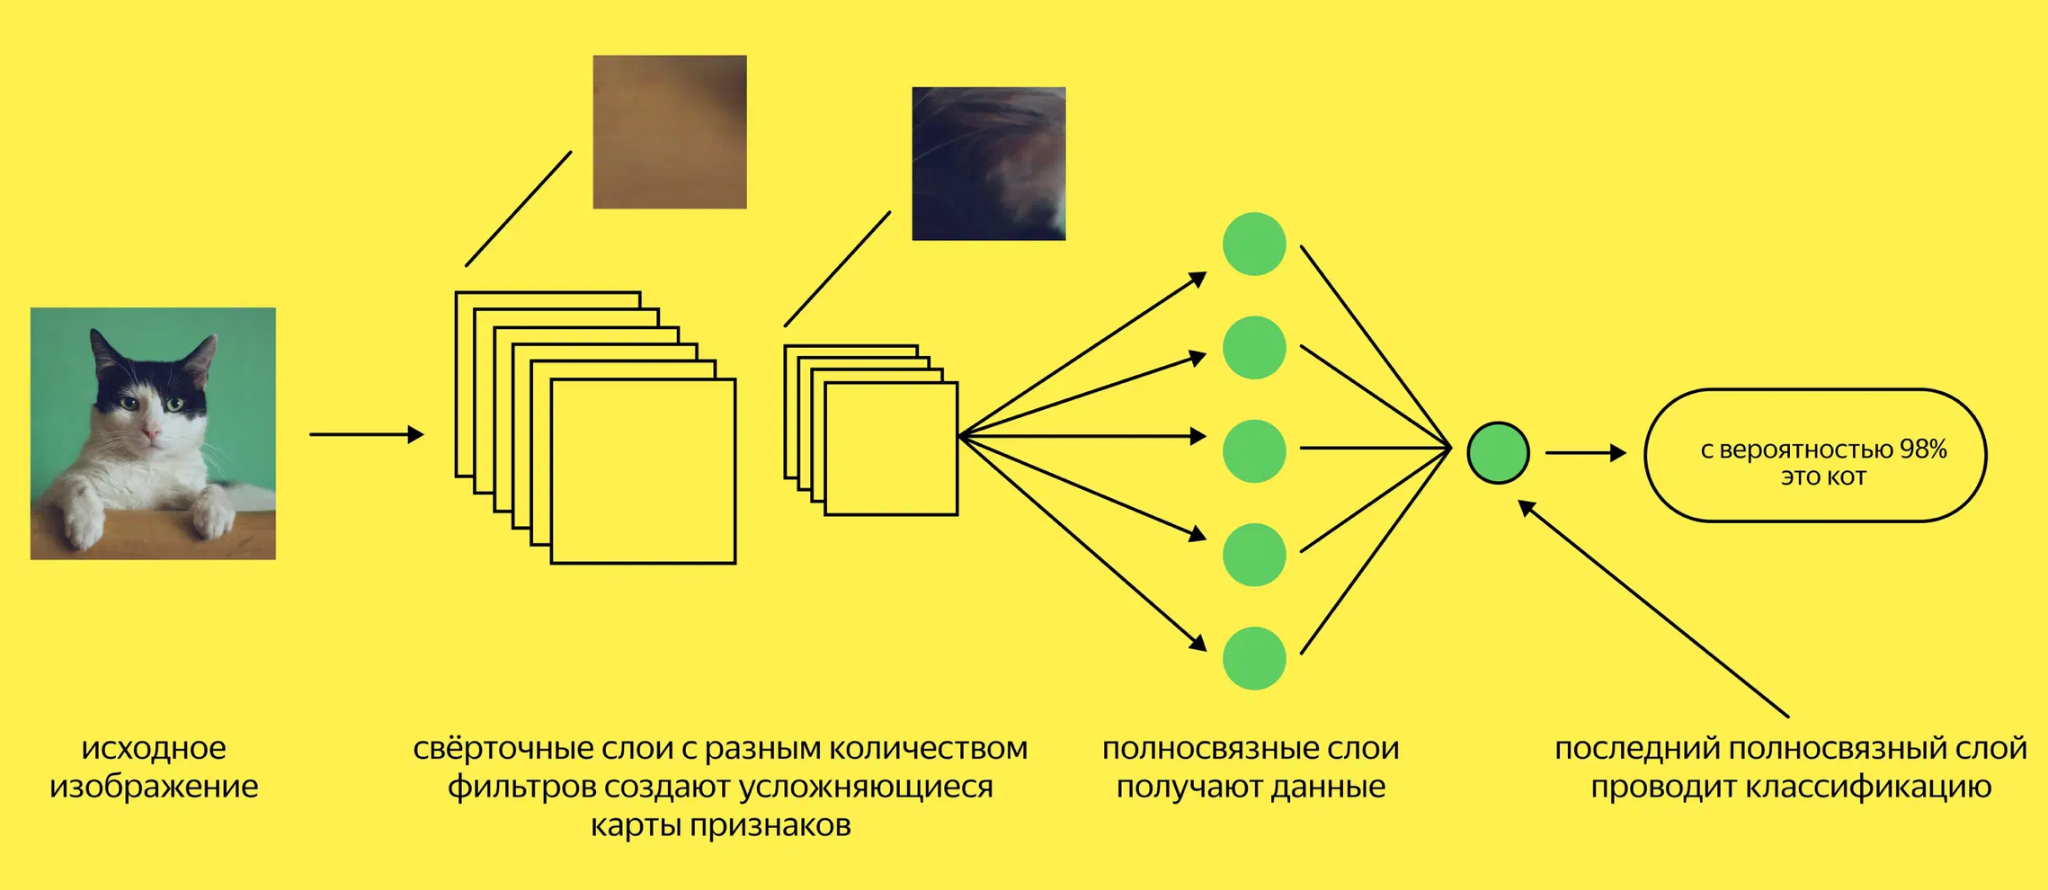 с вероятностью 98%
это кот
исходное
изображение
свёрточные слои с разным количеством
фильтров создают усложняющиеся
карты признаков
полносвязные слои
получают данные
последний полносвязный слой
проводит классификацию